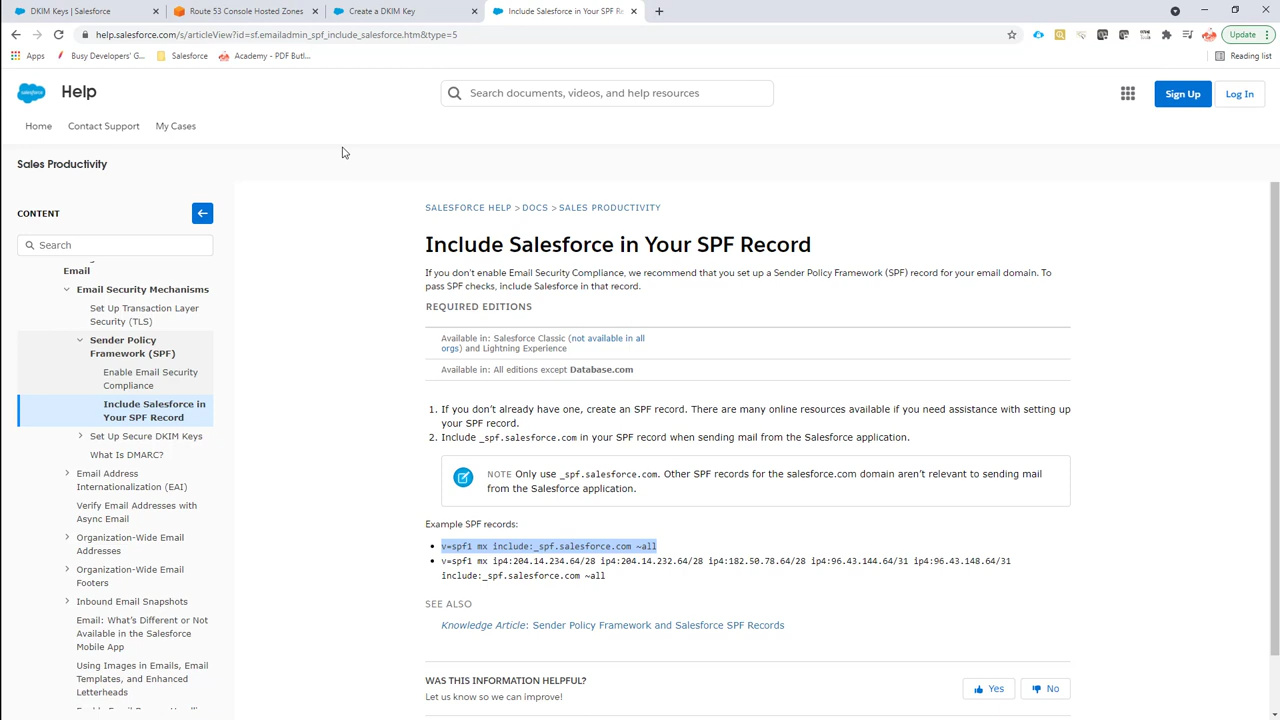 DKIM Keys | Salesforce
Route 53 Console Hosted Zones
Create a DKIM Key
Include Salesforce in Your SPF Re
help.salesforce.com/s/articleView?id=sf.emailadmin_spf_include_salesforce.htm&type=5
Update
Apps
Busy Developers' G...
Salesforce
Academy - PDF Butl...
Reading list
salesforce
Help
Search documents, videos, and help resources
Sign Up
Log In
Home
Contact Support
My Cases
Sales Productivity
CONTENT
Search
Email
Email Security Mechanisms
Set Up Transaction Layer
Security (TLS)
Sender Policy
Framework (SPF)
Enable Email Security
Compliance
Include Salesforce in
Your SPF Record
Set Up Secure DKIM Keys
What Is DMARC?
Email Address
Internationalization (EAI)
Verify Email Addresses with
Async Email
Organization-Wide Email
Addresses
Organization-Wide Email
Footers
Inbound Email Snapshots
Email: What's Different or Not
Available in the Salesforce
Mobile App
Using Images in Emails, Email
Templates, and Enhanced
Letterheads
SALESFORCE HELP > DOCS > SALES PRODUCTIVITY
Include Salesforce in Your SPF Record
If you don't enable Email Security Compliance, we recommend that you set up a Sender Policy Framework (SPF) record for your email domain. To
pass SPF checks, include Salesforce in that record.
REQUIRED EDITIONS
Available in: Salesforce Classic (not available in all
orgs) and Lightning Experience
Available in: All editions except Database.com
1. If you don't already have one, create an SPF record. There are many online resources available if you need assistance with setting up
your SPF record.
2. Include _spf.salesforce.com in your SPF record when sending mail from the Salesforce application.
NOTE Only use _spf.salesforce.com. Other SPF records for the salesforce.com domain aren't relevant to sending mail
from the Salesforce application.
Example SPF records:
• v=spf1 mx include:_spf.salesforce.com ~all
• v=spf1 mx ip4:204.14.234.64/28 ip4:204.14.232.64/28 ip4:182.50.78.64/28 ip4:96.43.144.64/31 ip4:96.43.148.64/31
include:_spf.salesforce.com ~all
SEE ALSO
Knowledge Article: Sender Policy Framework and Salesforce SPF Records
WAS THIS INFORMATION HELPFUL?
Let us know so we can improve!
Yes
No